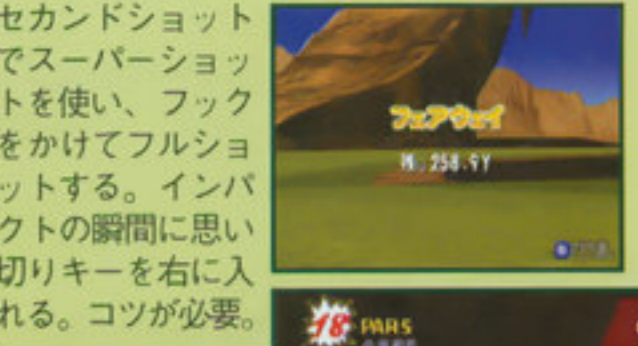 セカンドショット
でスーパーショッ
トを使い、フック
をかけてフルショ
ットする。インパ
クトの瞬間に思い
切りキーを右に入
れる。コツが必要。
フェアウェイ
258.9Y
18 PAR5